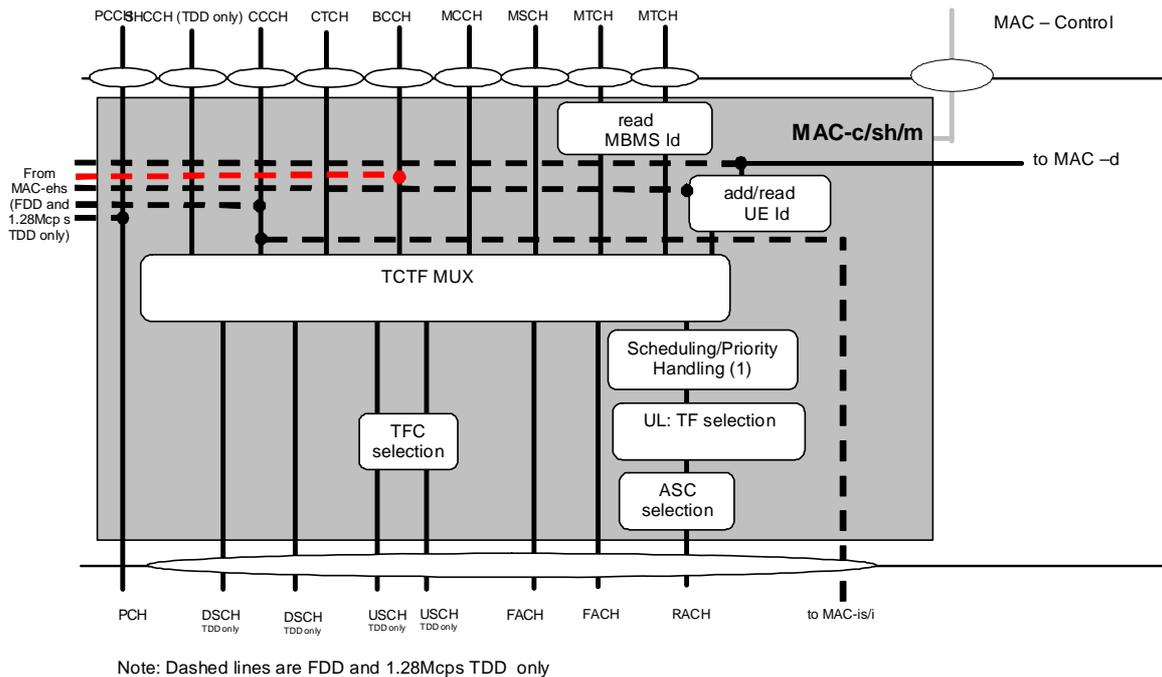 PCCH SHCCH (TDD only) CCCH CTCH BCCH MCCH MSCH MTCH MTCH
MAC – Control
read
MBMS Id
MAC-c/sh/m
to MAC –d
From
MAC-ehs
(FDD and
1.28Mcp s
TDD only)
add/read
UE Id
TCTF MUX
Scheduling/Priority
Handling (1)
TFC
selection
UL: TF selection
ASC
selection
PCH DSCH DSCH USCH USCH FACH FACH RACH to MAC-is/i
TDD only TDD only TDD only TDD only
Note: Dashed lines are FDD and 1.28Mcps TDD only